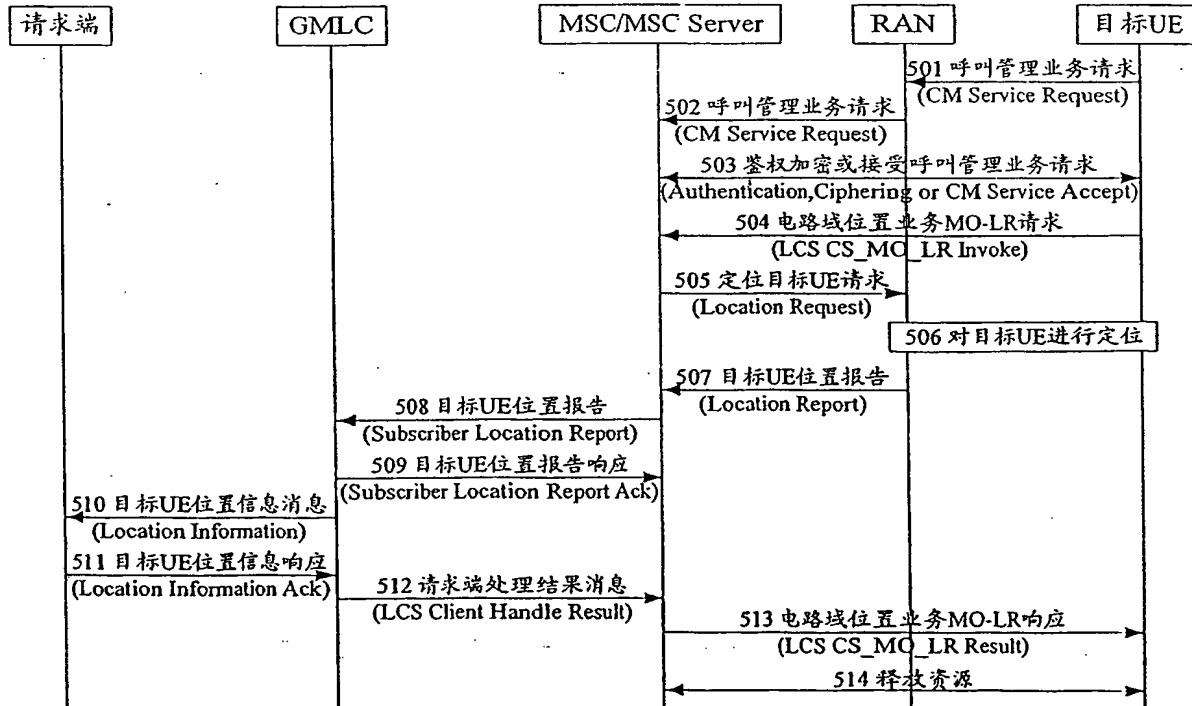 请求端
GMLC
MSC/MSC Server
RAN
目标UE
501 呼叫管理业务请求
(CM Service Request)
502 呼叫管理业务请求
(CM Service Request)
503 鉴权加密或接受呼叫管理业务请求
(Authentication,Ciphering or CM Service Accept)
504 电路域位置业务MO-LR请求
(LCS CS_MO_LR Invoke)
505 定位目标UE请求
(Location Request)
506 对目标UE进行定位
507 目标UE位置报告
(Location Report)
508 目标UE位置报告
(Subscriber Location Report)
509 目标UE位置报告响应
(Subscriber Location Report Ack)
510 目标UE位置信息消息
(Location Information)
511 目标UE位置信息响应
(Location Information Ack)
512 请求端处理结果消息
(LCS Client Handle Result)
513 电路域位置业务MO-LR响应
(LCS CS_MO_LR Result)
514 释放资源